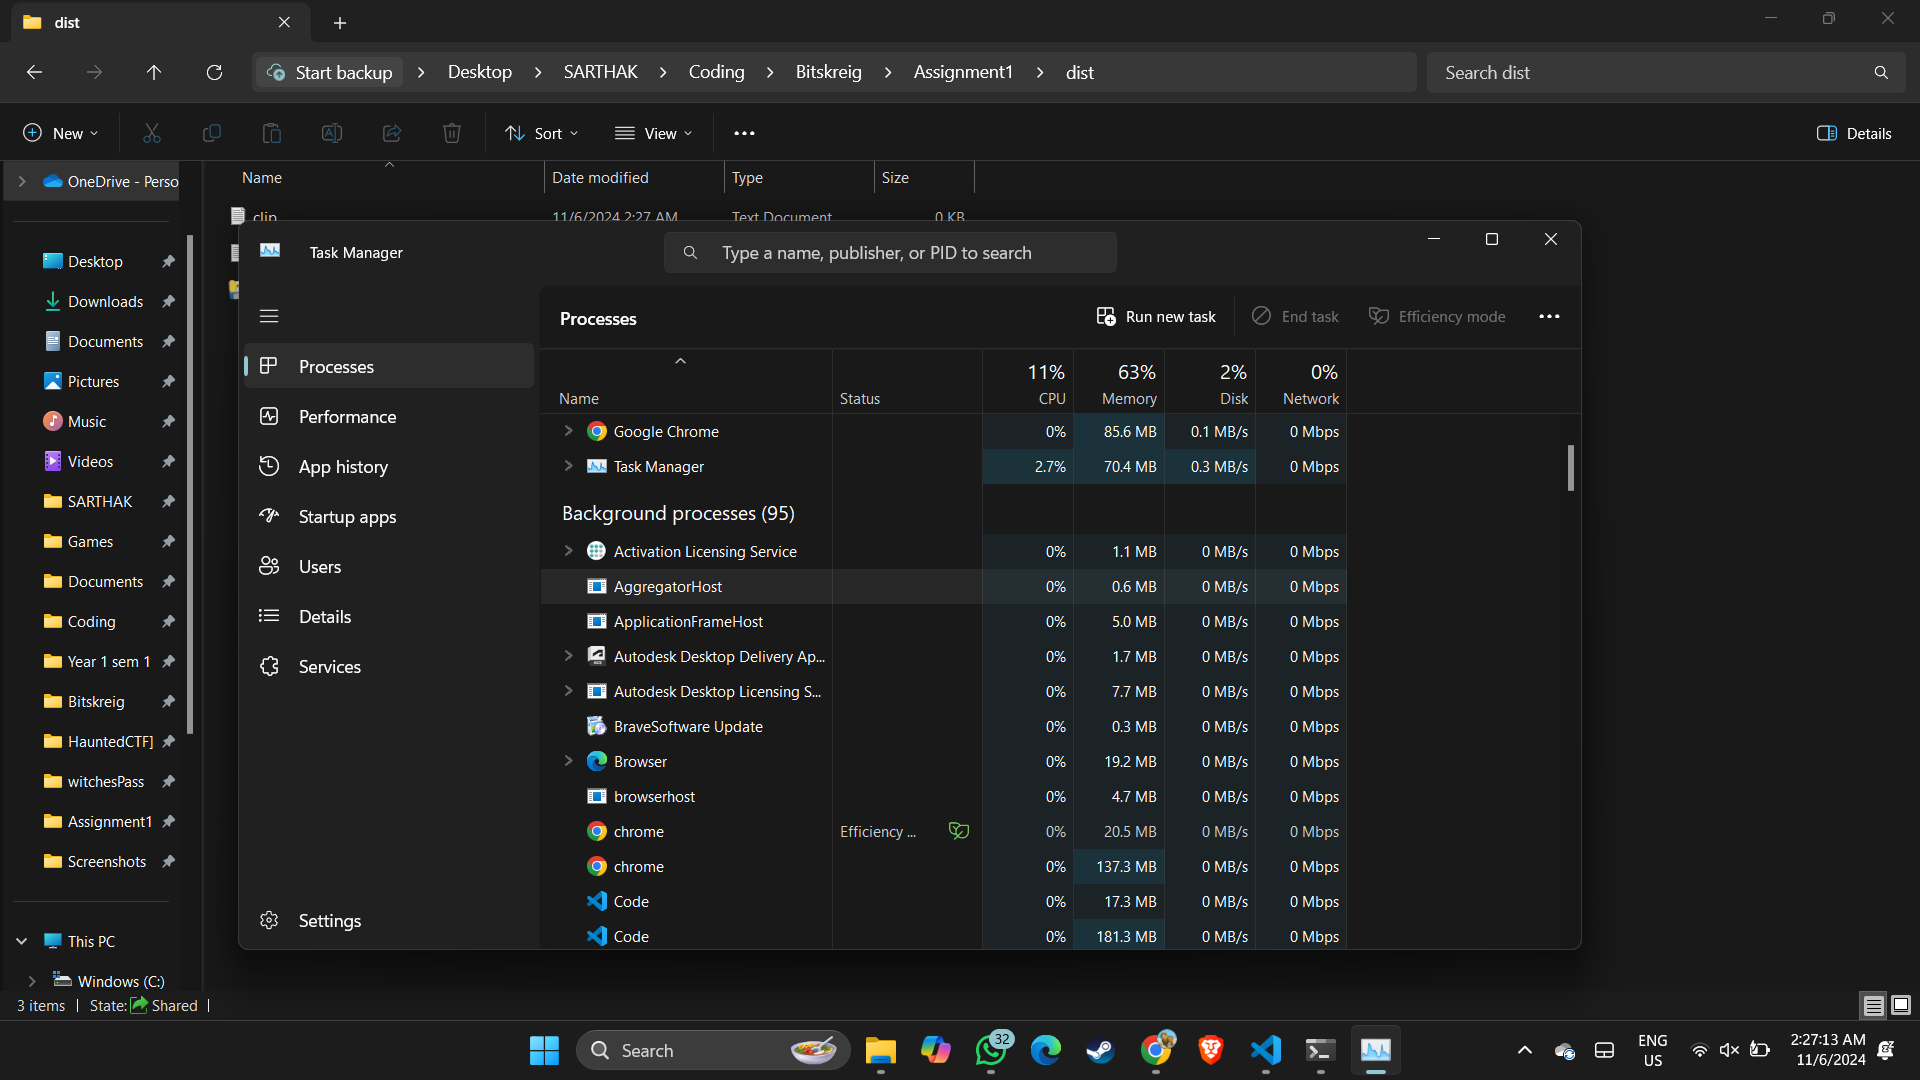 dist
Start backup > Desktop > SARTHAK > Coding > Bitskreig > Assignment1 > dist
Search dist
New
Sort
View
Details
OneDrive - Perso
Desktop
Downloads
Documents
Pictures
Music
Videos
SARTHAK
Games
Documents
Coding
Year 1 sem 1
Bitskreig
HauntedCTF]
witchesPass
Assignment1
Screenshots
This PC
Windows (C:)
Name Date modified Type Size
clip 11/6/2024 2:27 AM Text Document 0 KB
Task Manager
Type a name, publisher, or PID to search
Processes
Performance
App history
Startup apps
Users
Details
Services
Settings
Processes
Run new task
End task
Efficiency mode
11% 63% 2% 0%
Name Status CPU Memory Disk Network
Google Chrome 0% 85.6 MB 0.1 MB/s 0 Mbps
Task Manager 2.7% 70.4 MB 0.3 MB/s 0 Mbps
Background processes (95)
Activation Licensing Service 0% 1.1 MB 0 MB/s 0 Mbps
AggregatorHost 0% 0.6 MB 0 MB/s 0 Mbps
ApplicationFrameHost 0% 5.0 MB 0 MB/s 0 Mbps
Autodesk Desktop Delivery Ap... 0% 1.7 MB 0 MB/s 0 Mbps
Autodesk Desktop Licensing S... 0% 7.7 MB 0 MB/s 0 Mbps
BraveSoftware Update 0% 0.3 MB 0 MB/s 0 Mbps
Browser 0% 19.2 MB 0 MB/s 0 Mbps
browserhost 0% 4.7 MB 0 MB/s 0 Mbps
chrome Efficiency ... 0% 20.5 MB 0 MB/s 0 Mbps
chrome 0% 137.3 MB 0 MB/s 0 Mbps
Code 0% 17.3 MB 0 MB/s 0 Mbps
Code 0% 181.3 MB 0 MB/s 0 Mbps
3 items | State: Shared |
Search
32
ENG
US
2:27:13 AM
11/6/2024